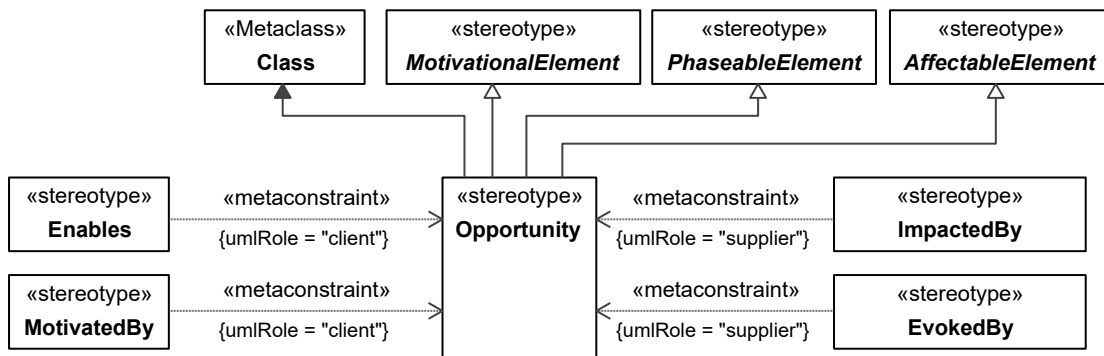 «Metaclass»
Class
«stereotype»
MotivationalElement
«stereotype»
PhaseableElement
«stereotype»
AffectableElement
«stereotype»
Enables
«metaconstraint»
{umlRole = "client"}
«stereotype»
Opportunity
«metaconstraint»
{umlRole = "supplier"}
«stereotype»
ImpactedBy
«stereotype»
MotivatedBy
«metaconstraint»
{umlRole = "client"}
«metaconstraint»
{umlRole = "supplier"}
«stereotype»
EvokedBy